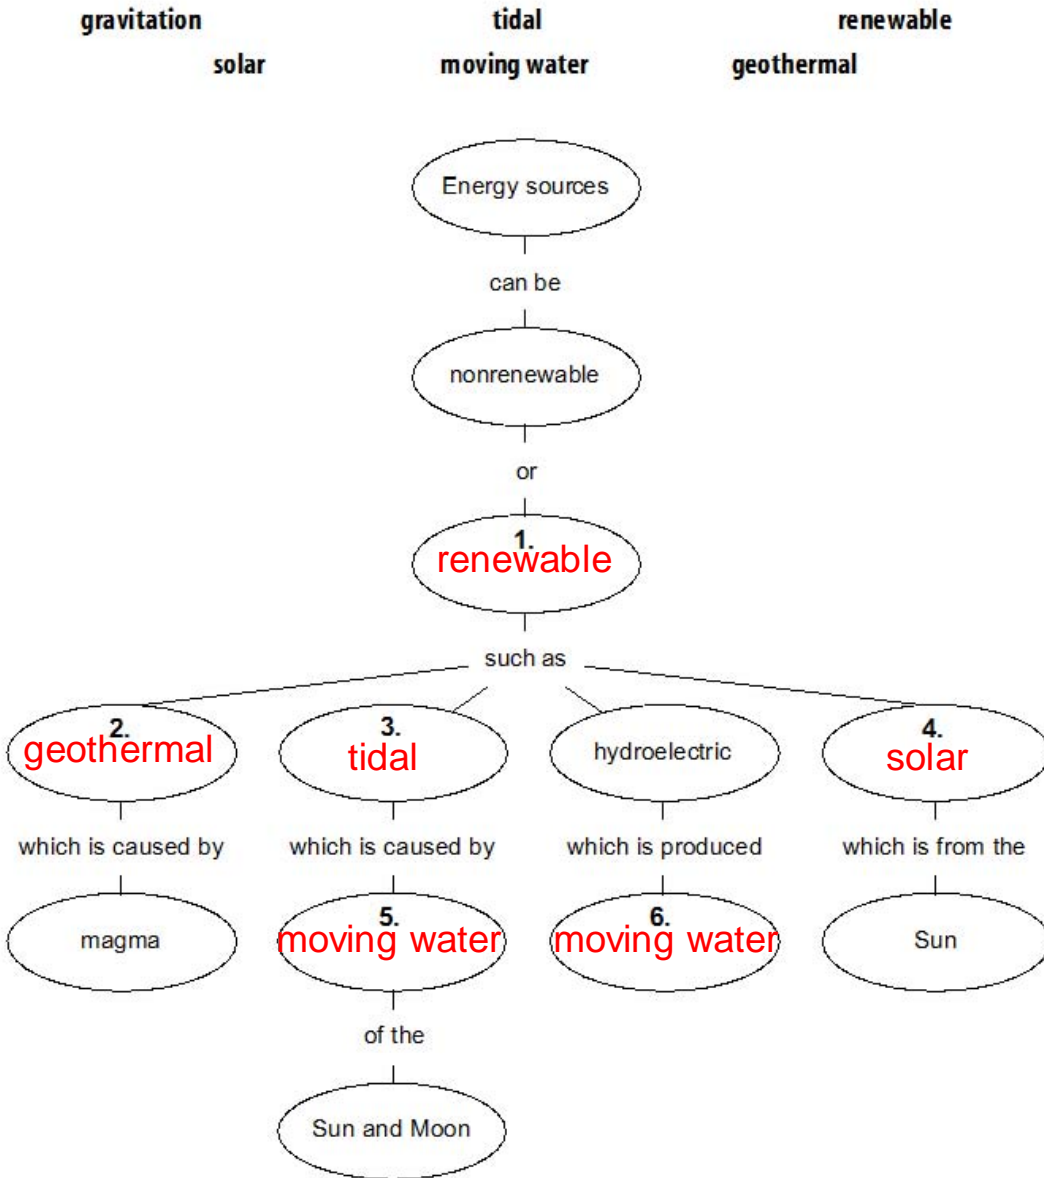 gravitation tidal renewable
solar moving water geothermal
Energy sources
can be
nonrenewable
or
1.
renewable
such as
2. 3. 4.
geothermal tidal hydroelectric solar
which is caused by which is caused by which is produced which is from the
5. 6.
magma moving water moving water Sun
of the
Sun and Moon